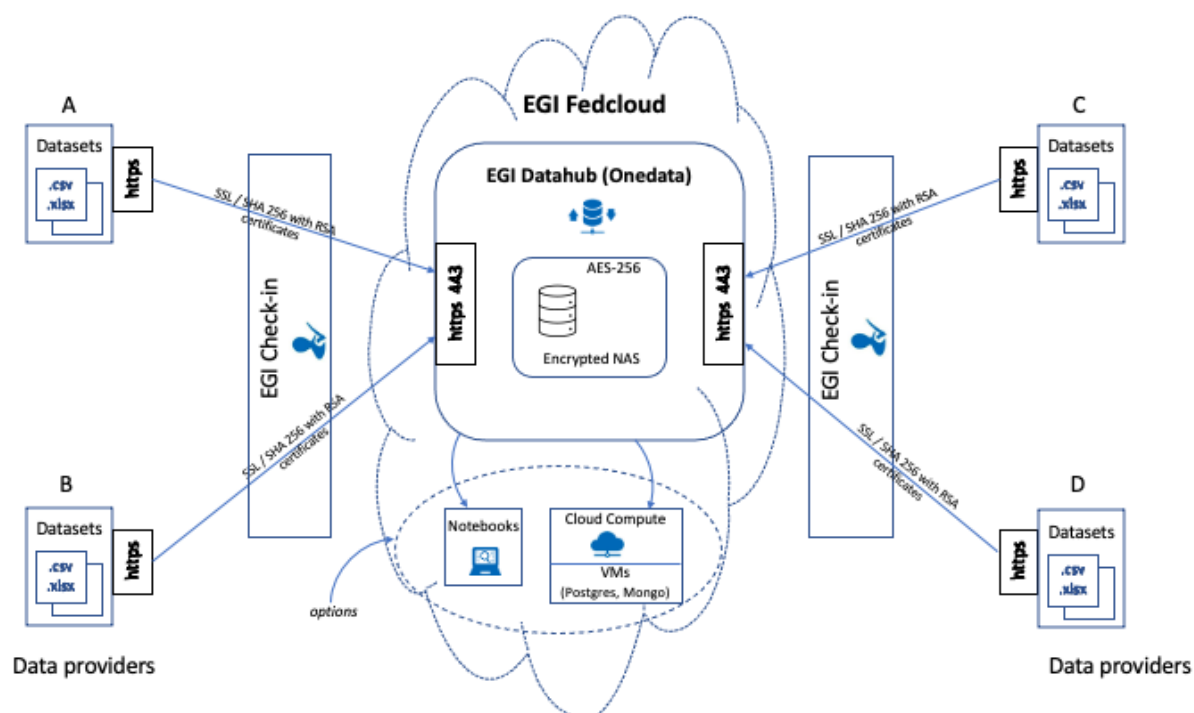 EGI Fedcloud
A
Datasets
.csv
.xlsx
https
SSL / SHA 256 with RSA
certificates
EGI Check-in
SSL / SHA 256 with RSA
certificates
B
Datasets
.csv
.xlsx
https
Data providers
EGI Datahub (Onedata)
https 443
AES-256
Encrypted NAS
https 443
Notebooks
Cloud Compute
VMs
(Postgres, Mongo)
options
C
Datasets
.csv
.xlsx
https
SSL / SHA 256 with RSA
certificates
EGI Check-in
SSL / SHA 256 with RSA
certificates
D
Datasets
.csv
.xlsx
https
Data providers